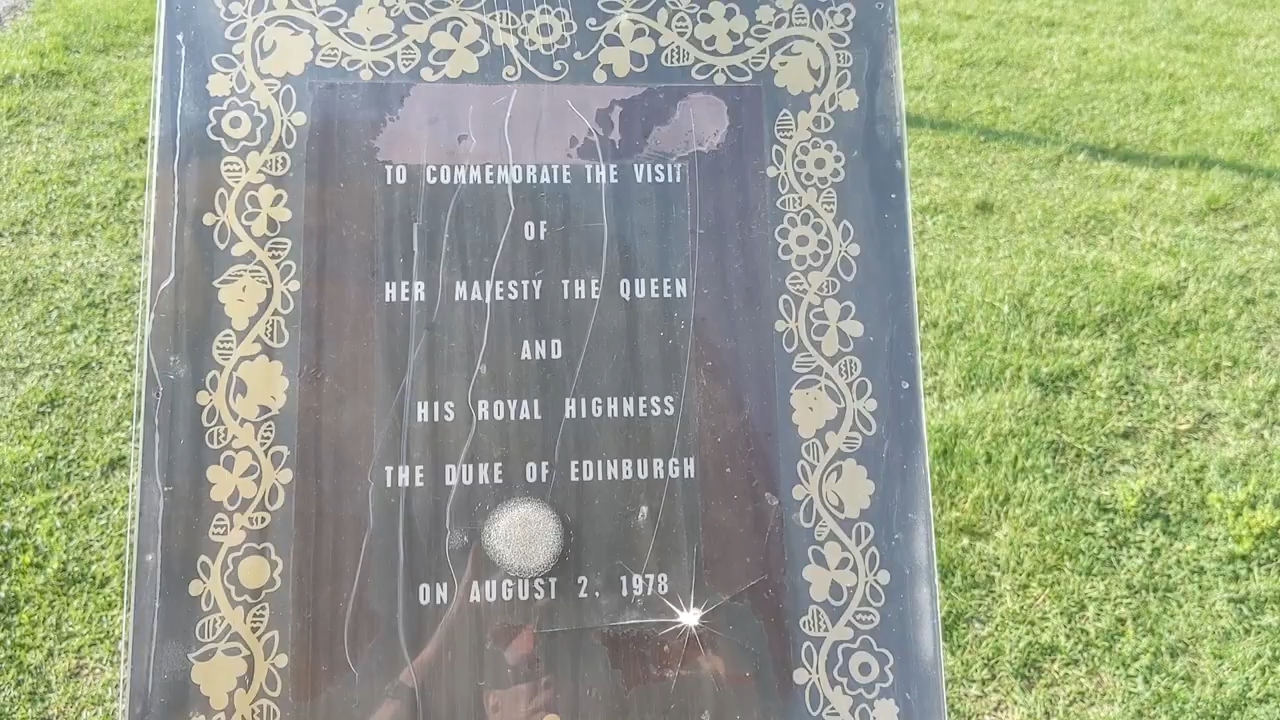 TO COMMEMORATE THE VISIT
OF
HER MAJESTY THE QUEEN
AND
HIS ROYAL HIGHNESS
THE DUKE OF EDINBURGH
ON AUGUST 2, 1978